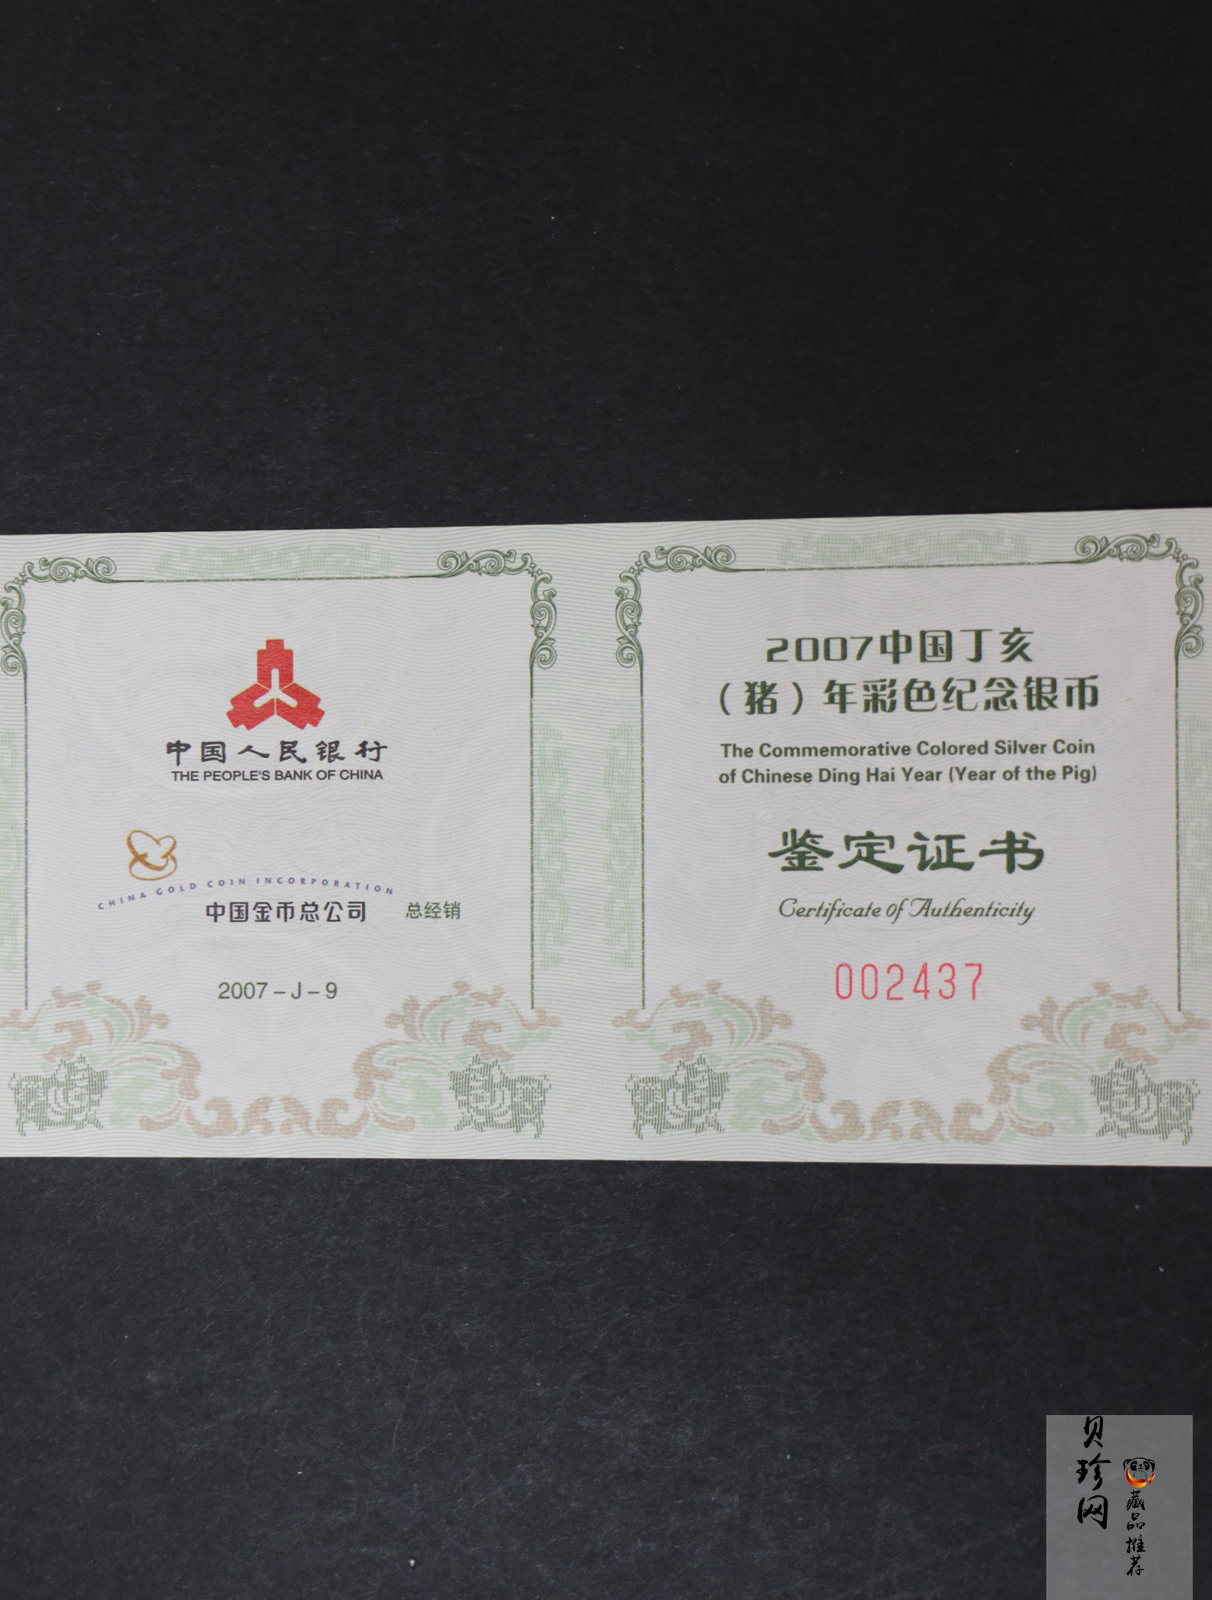 中国人民银行
THE PEOPLE'S BANK OF CHINA
CHINA GOLD COIN INCORPORATION
中国金币总公司 总经销
2007-J-9
2007中国丁亥
（猪）年彩色纪念银币
The Commemorative Colored Silver Coin
of Chinese Ding Hai Year (Year of the Pig)
鉴定证书
Certificate of Authenticity
002437
贝珍网
藏品推荐